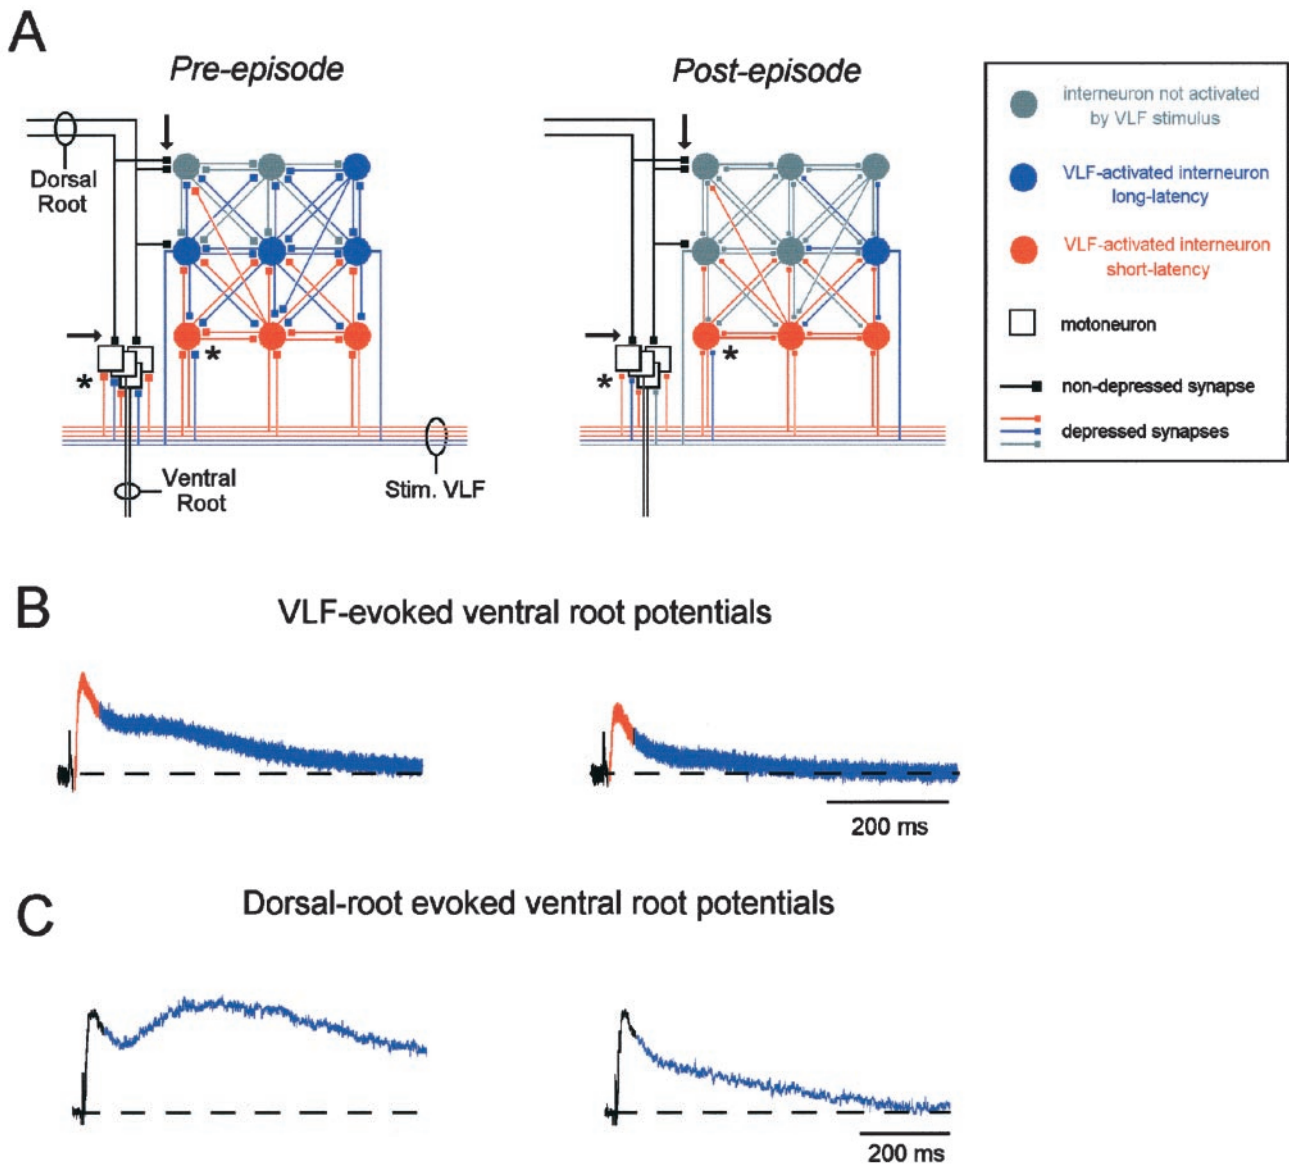 A
Pre-episode
Post-episode
Dorsal
Root
*
*
Ventral
Root
Stim. VLF
*
*
interneuron not activated
by VLF stimulus
VLF-activated interneuron
long-latency
VLF-activated interneuron
short-latency
motoneuron
non-depressed synapse
depressed synapses
B
VLF-evoked ventral root potentials
200 ms
C
Dorsal-root evoked ventral root potentials
200 ms